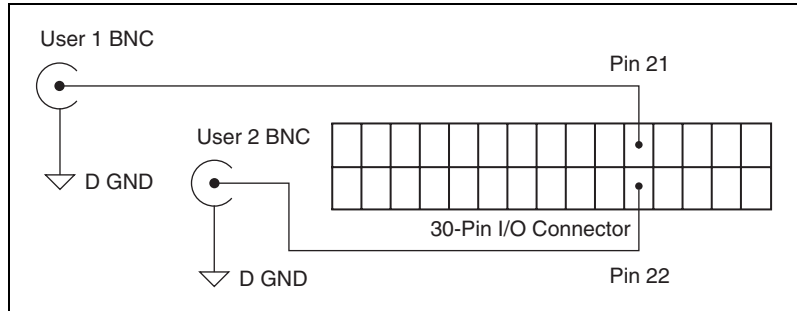 User 1 BNC
Pin 21
User 2 BNC
D GND
30-Pin I/O Connector
D GND
Pin 22